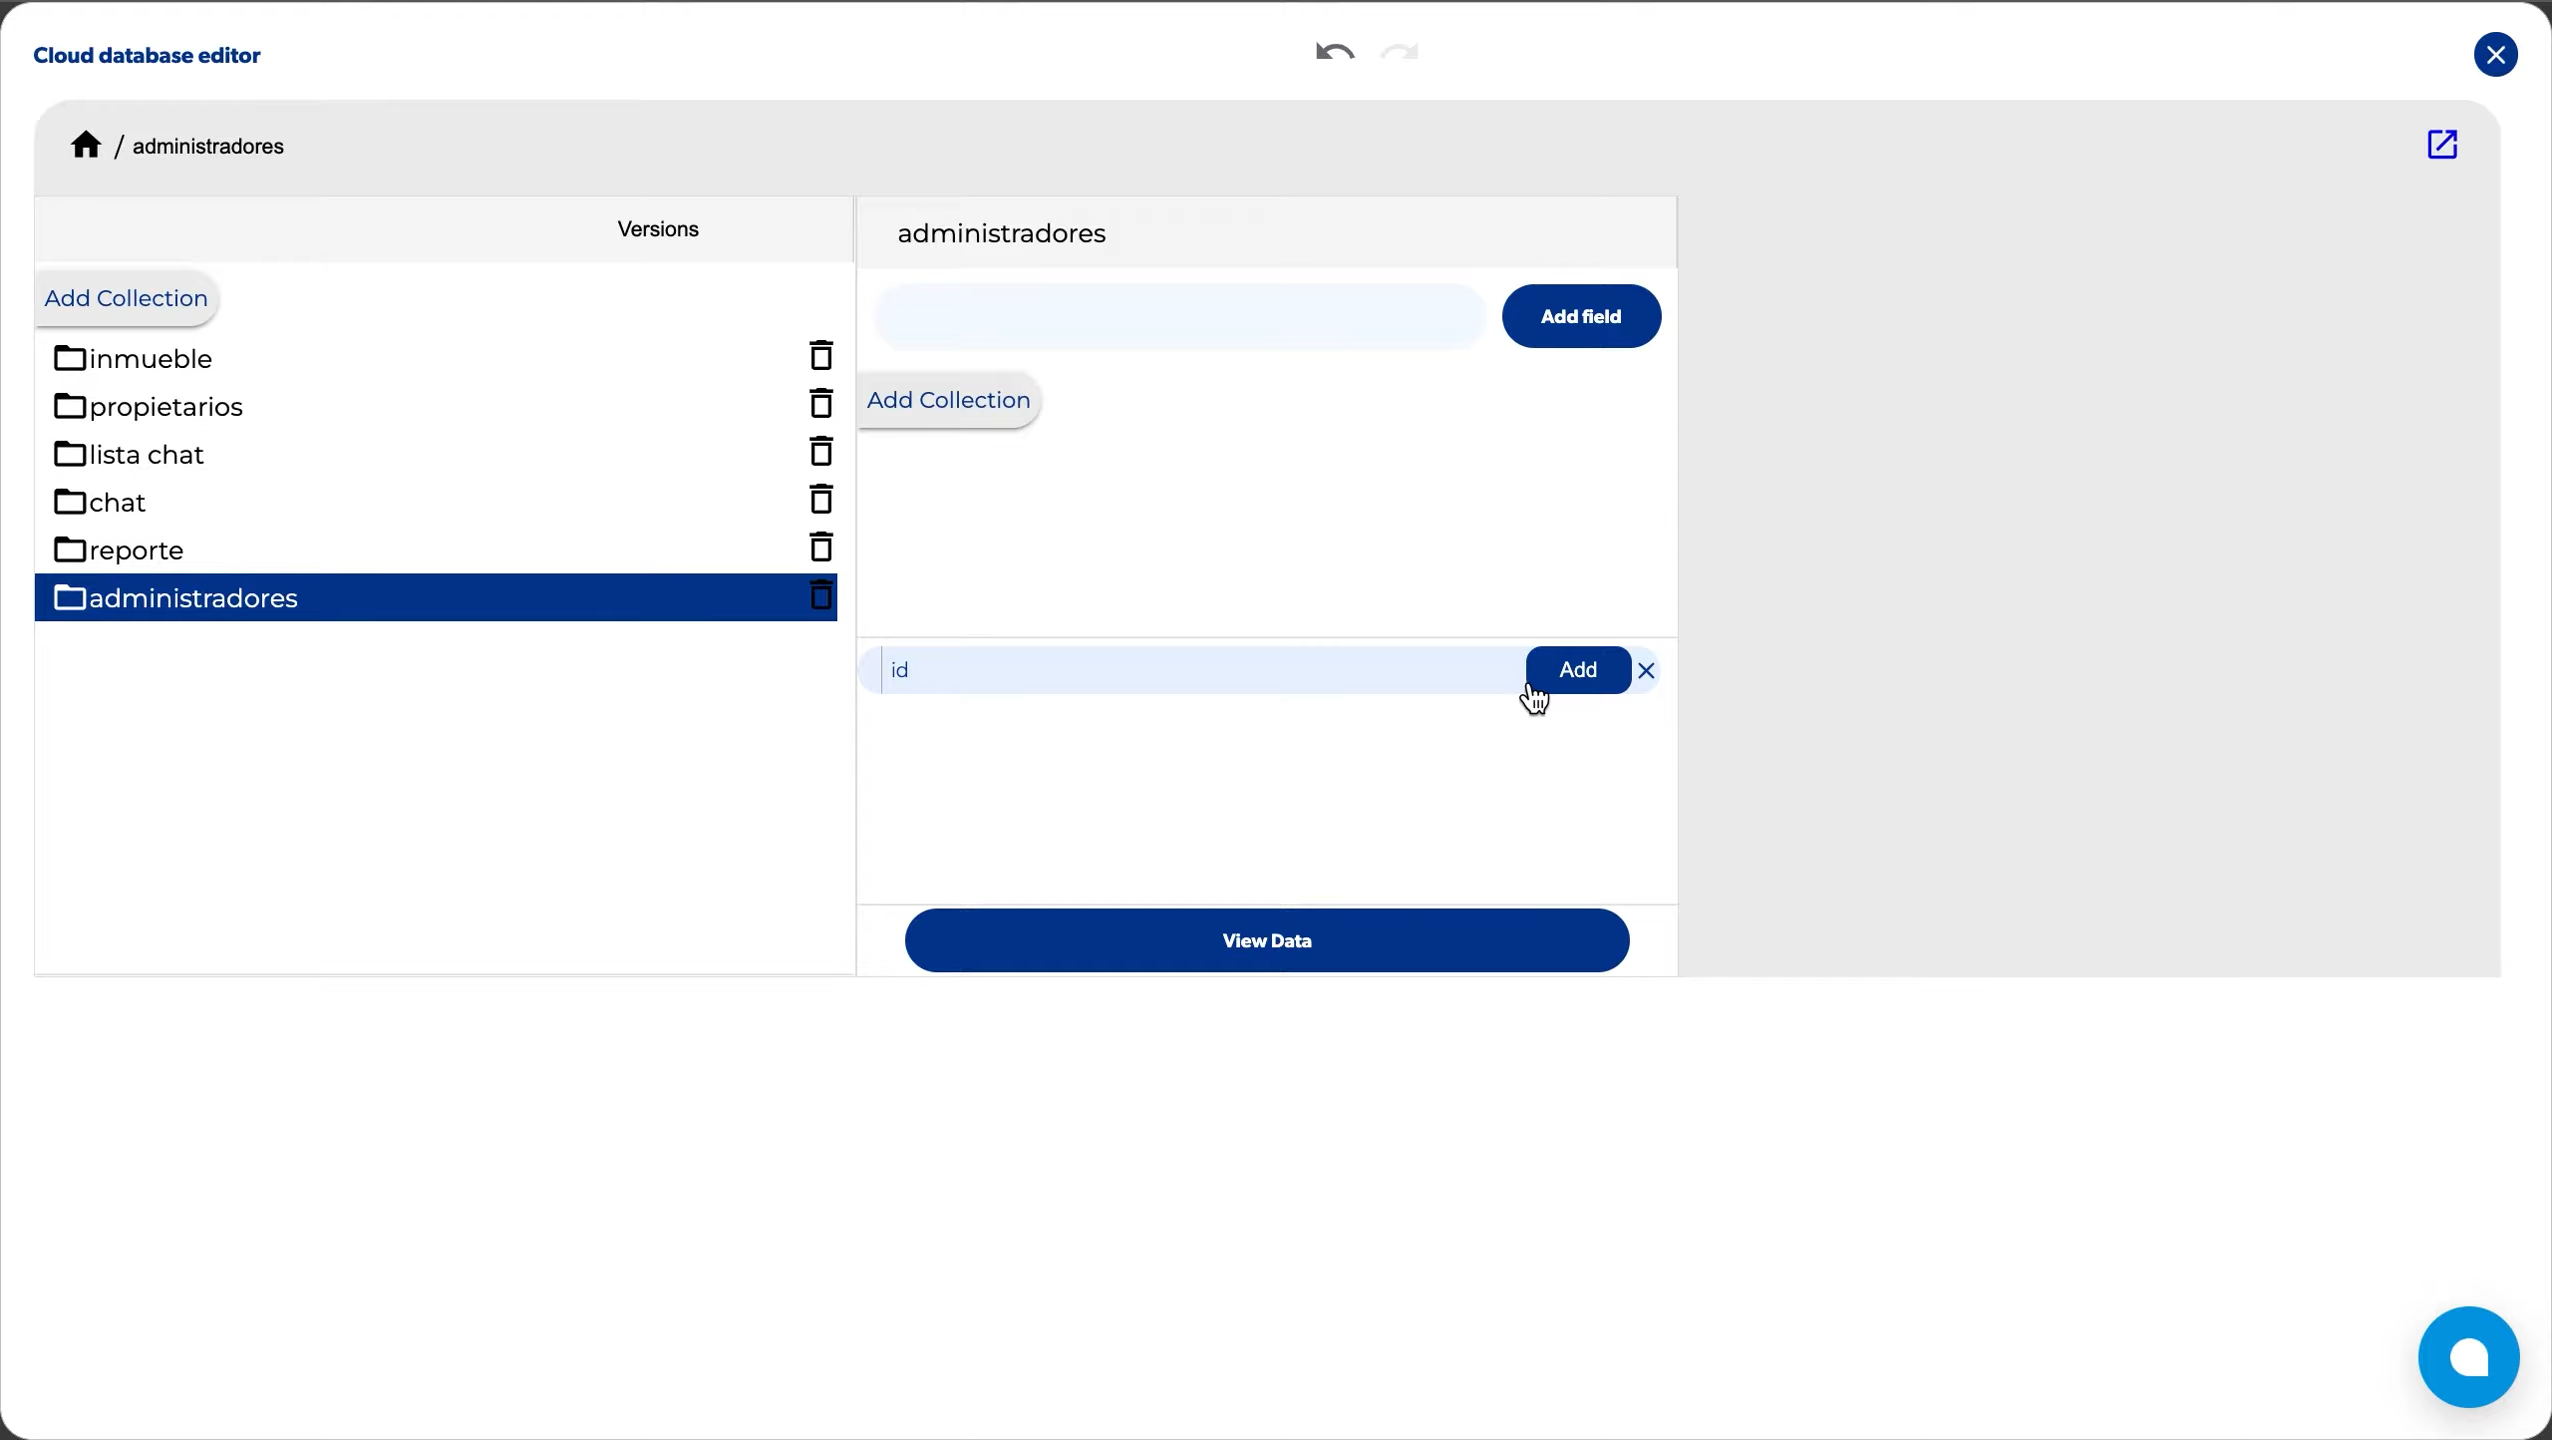 Cloud database editor
/ administradores
Versions
administradores
Add Collection
Add field
inmueble
propietarios
Add Collection
lista chat
chat
reporte
administradores
id
Add
View Data